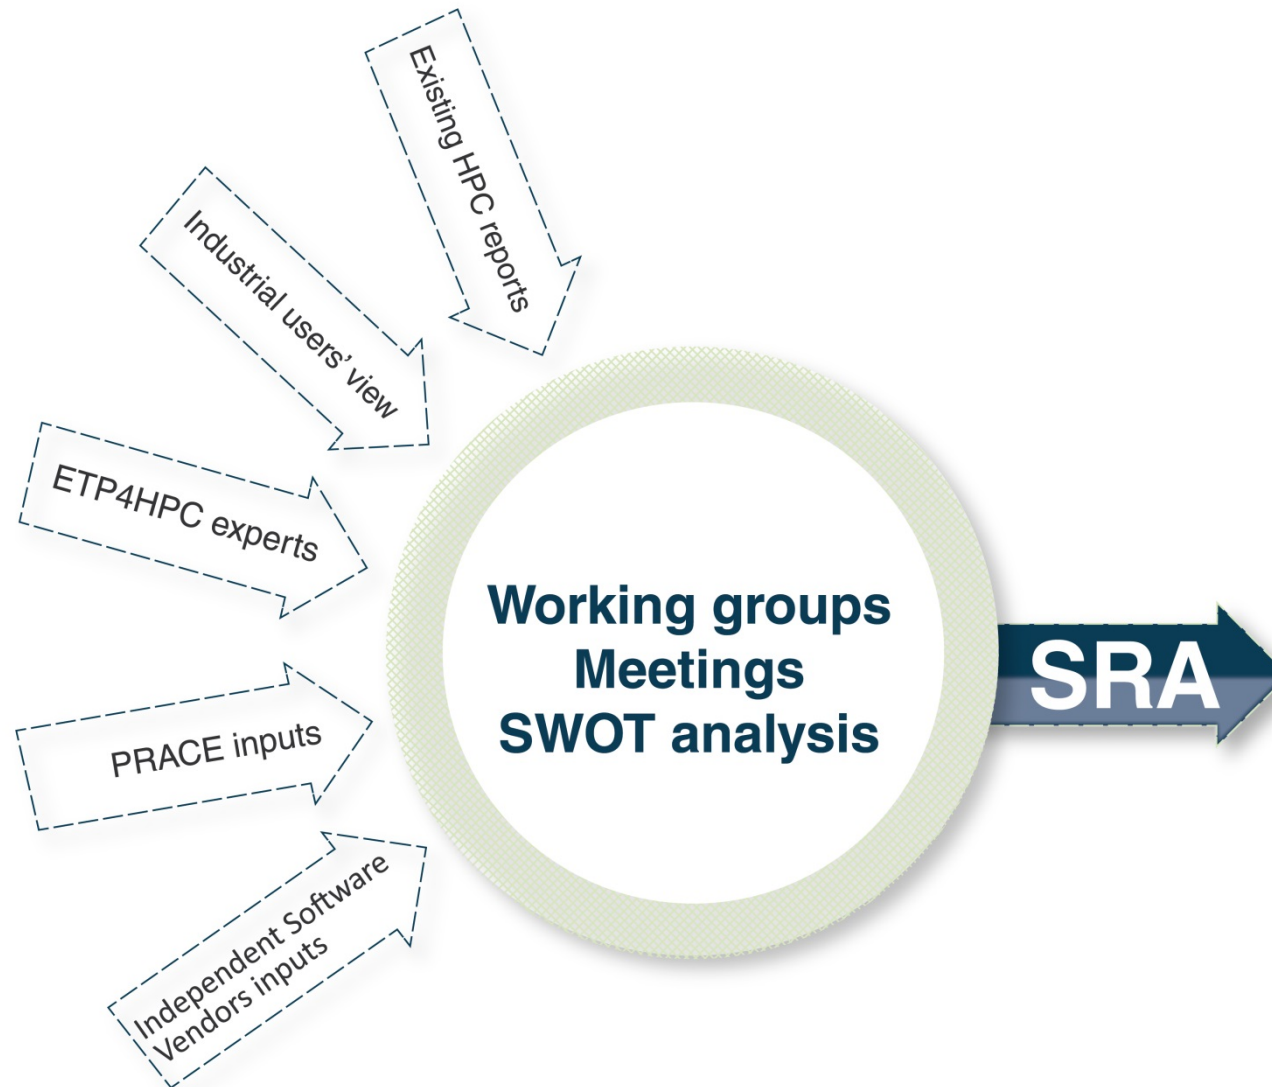 Existing HPC reports
Industrial users’ view
ETP4HPC experts
PRACE inputs
Independent Software
Vendors inputs
Working groups
Meetings
SWOT analysis
SRA